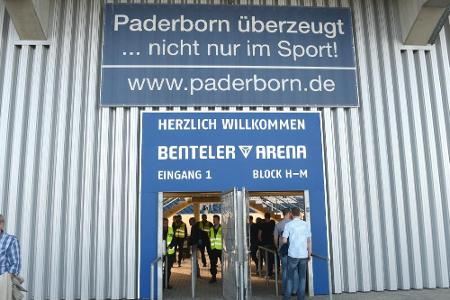 Paderborn überzeugt
... nicht nur im Sport!
www.paderborn.de
HERZLICH WILLKOMMEN
BENTELER ARENA
EINGANG 1 BLOCK H-M